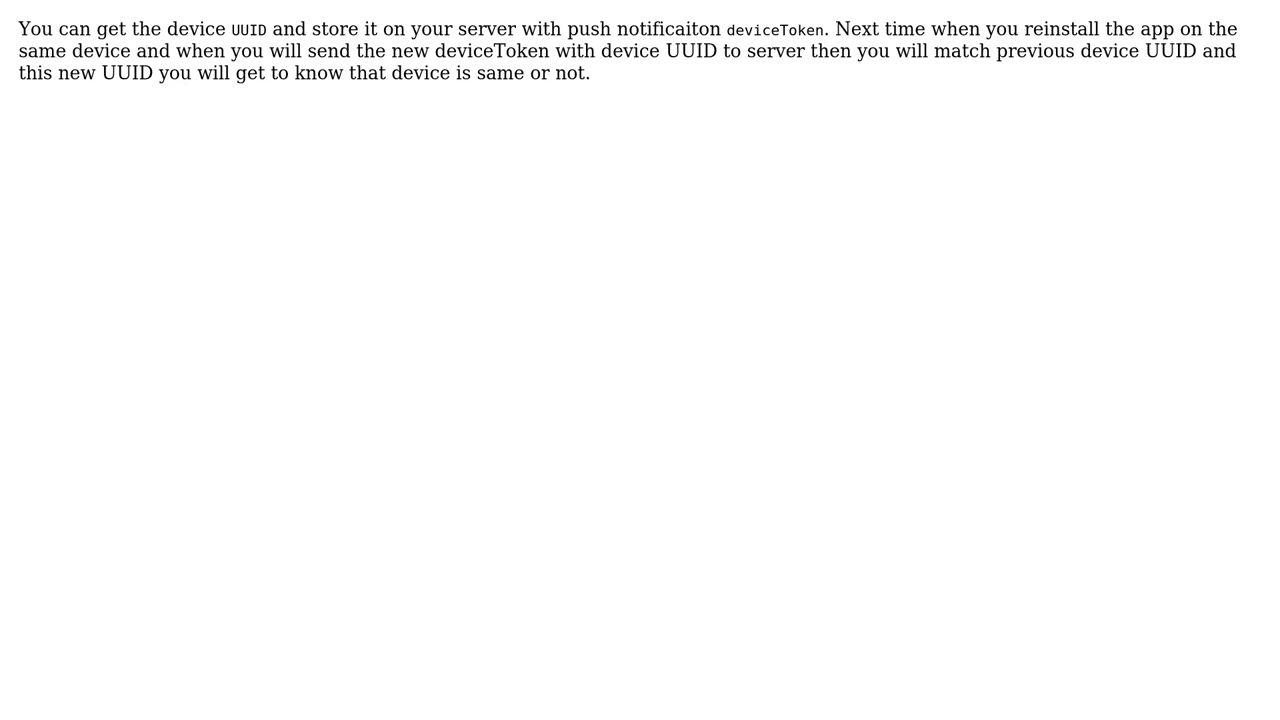 You can get the device UUID and store it on your server with push notificaiton deviceToken. Next time when you reinstall the app on the
same device and when you will send the new deviceToken with device UUID to server then you will match previous device UUID and
this new UUID you will get to know that device is same or not.